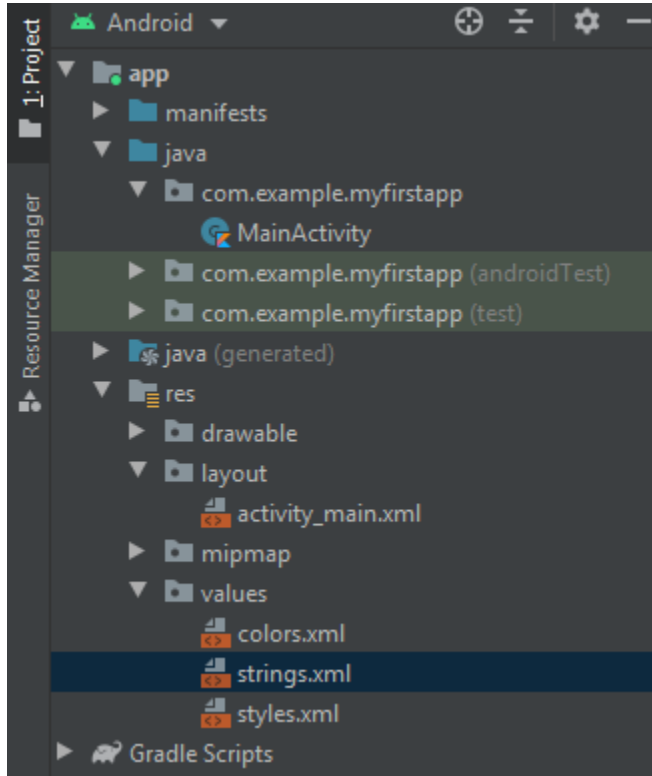 1: Project
Resource Manager
Android
app
manifests
java
com.example.myfirstapp
MainActivity
com.example.myfirstapp (androidTest)
com.example.myfirstapp (test)
java (generated)
res
drawable
layout
activity_main.xml
mipmap
values
colors.xml
strings.xml
styles.xml
Gradle Scripts